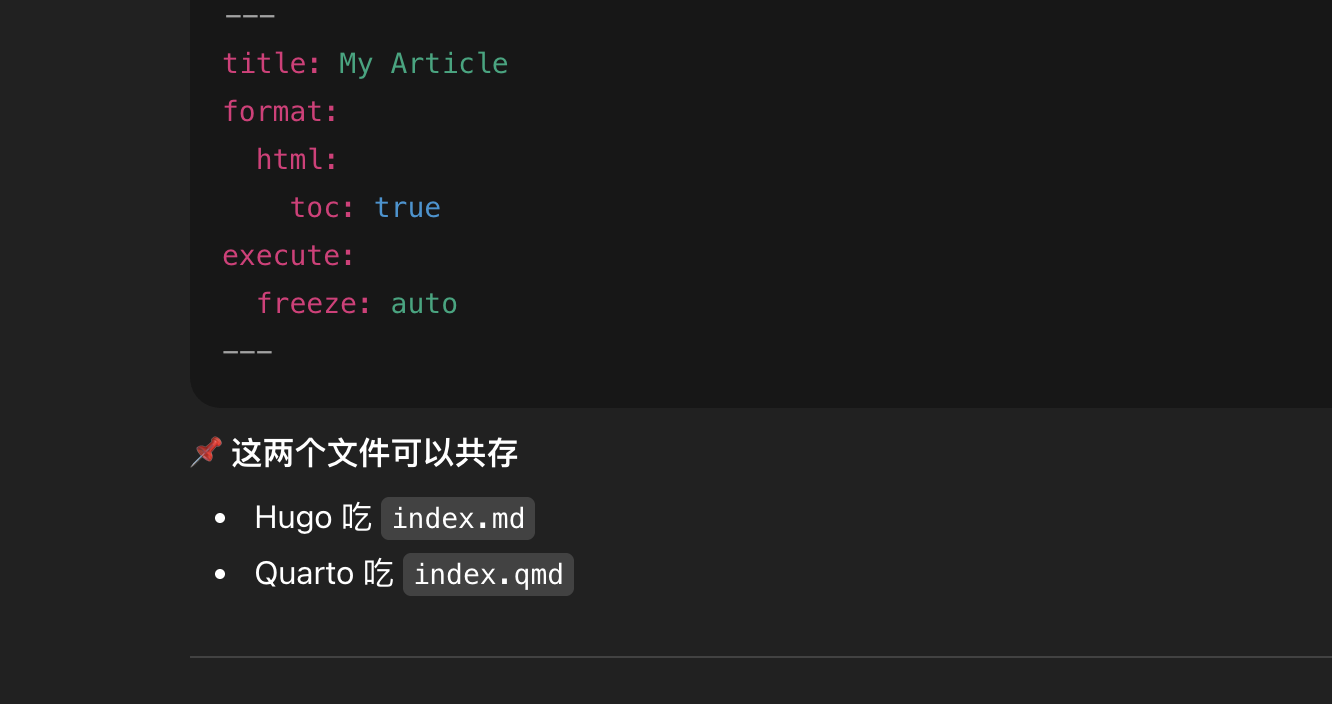 ---
title: My Article
format:
  html:
    toc: true
execute:
  freeze: auto
---
📌 这两个文件可以共存
• Hugo 吃 index.md
• Quarto 吃 index.qmd